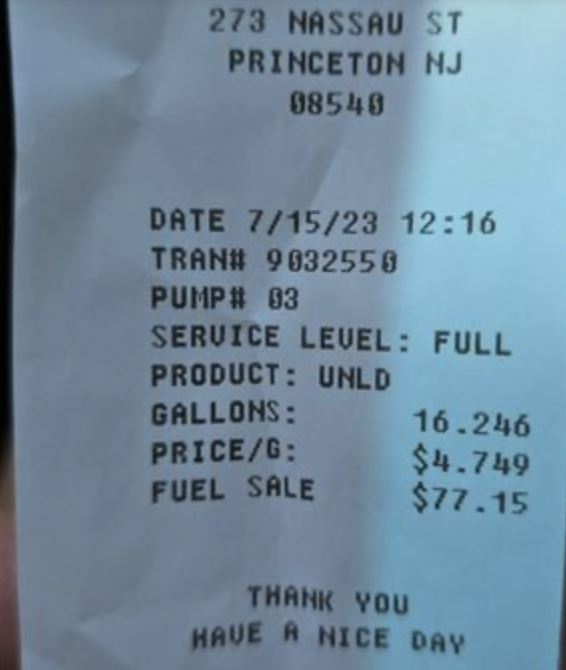 273 NASSAU ST
PRINCETON NJ
08540
DATE 7/15/23 12:16
TRAN# 9032550
PUMP# 03
SERVICE LEVEL: FULL
PRODUCT: UNLD
GALLONS: 16.246
PRICE/G: $4.749
FUEL SALE $77.15
THANK YOU
HAVE A NICE DAY